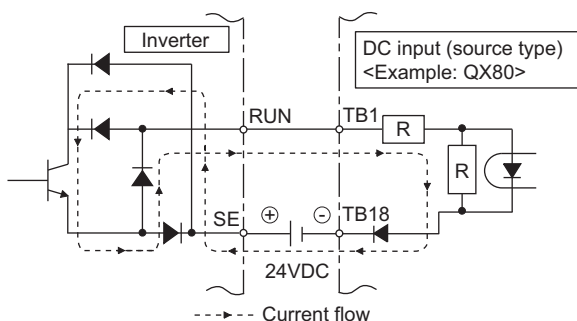 Inverter
DC input (source type)
<Example: QX80>
RUN
TB1
R
R
SE
⊕
⊖
TB18
24VDC
Current flow